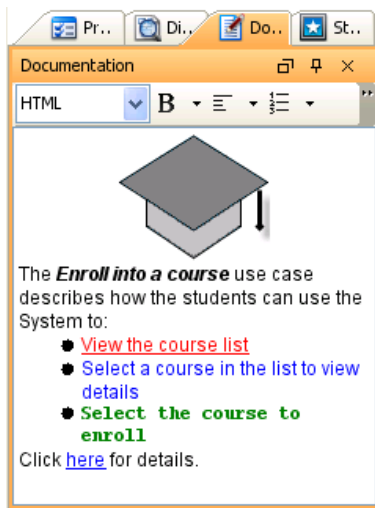 Pr.. Di.. Do.. St..
Documentation
HTML B
The Enroll into a course use case
describes how the students can use the
System to:
View the course list
Select a course in the list to view
details
Select the course to
enroll
Click here for details.